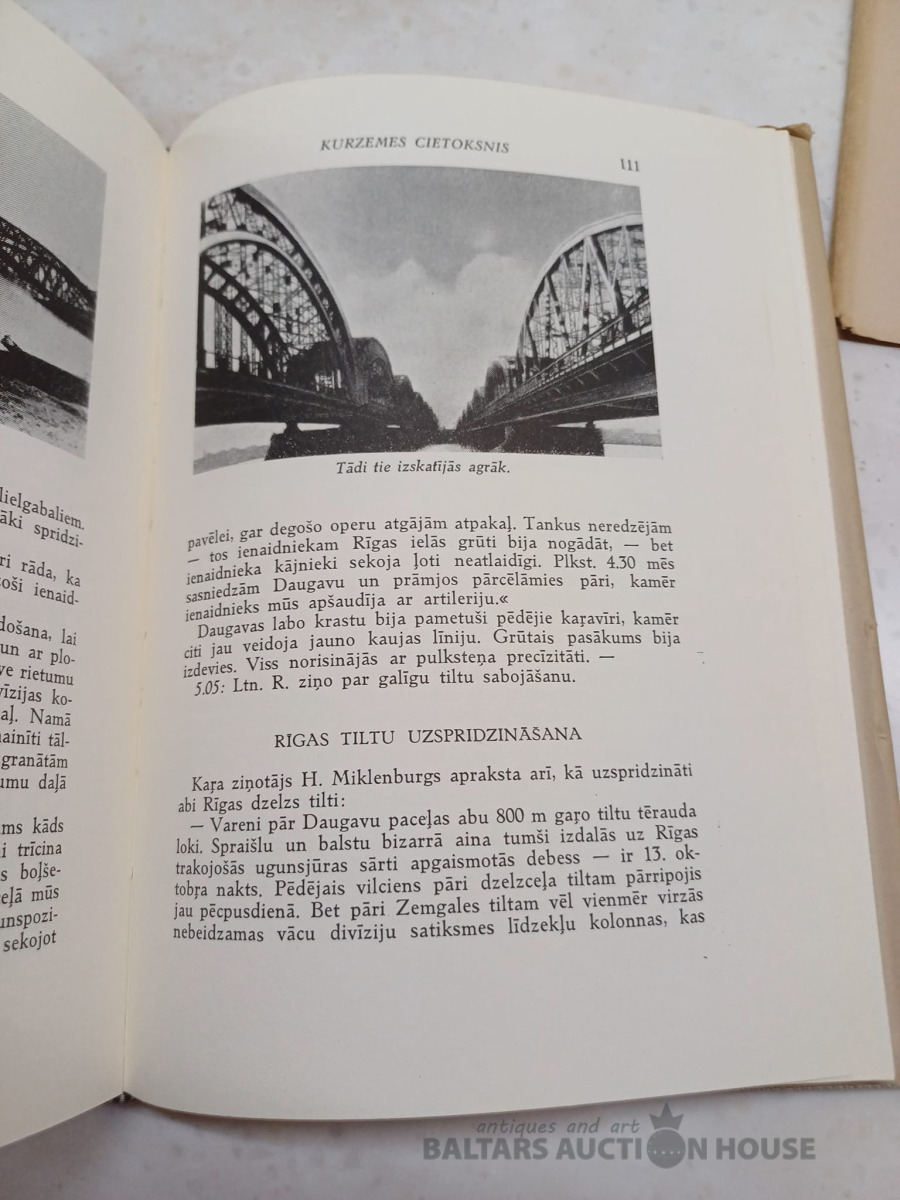 lielgabaliem.
āki spridzi-
ri rāda, ka
oši ienaid-
došana, lai
un ar plo-
ve rietumu
vīzijas ko-
aļ. Namā
ainīti tāl-
granātām
umu daļā
ms kāds
i trīcina
s boļše-
eļā mūs
unspozi-
sekojot
KURZEMES CIETOKSNIS
111
Tādi tie izskatījās agrāk.
pavēlei, gar degošo operu atgājām atpakaļ. Tankus neredzējām
— tos ienaidniekam Rīgas ielās grūti bija nogādāt, — bet
ienaidnieka kājnieki sekoja ļoti neatlaidīgi. Plkst. 4.30 mēs
sasniedzām Daugavu un prāmjos pārcēlāmies pāri, kamēr
ienaidnieks mūs apšaudīja ar artileriju.«
Daugavas labo krastu bija pametuši pēdējie kaŗavīri, kamēr
citi jau veidoja jauno kaujas līniju. Grūtais pasākums bija
izdevies. Viss norisinājās ar pulksteņa precīzitāti. —
5.05: Ltn. R. ziņo par galīgu tiltu sabojāšanu.
RĪGAS TILTU UZSPRIDZINĀŠANA
Kaŗa ziņotājs H. Miklenburgs apraksta arī, kā uzspridzināti
abi Rīgas dzelzs tilti:
— Vareni pār Daugavu paceļas abu 800 m gaŗo tiltu tērauda
loki. Spraišļu un balstu bizarrā aina tumši izdalās uz Rīgas
trakojošās ugunsjūras sārti apgaismotās debess — ir 13. ok-
tobŗa nakts. Pēdējais vilciens pāri dzelzceļa tiltam pārripojis
jau pēcpusdienā. Bet pāri Zemgales tiltam vēl vienmēr virzās
nebeidzamas vācu divīziju satiksmes līdzekļu kolonnas, kas
antiques and art
BALTARS AUCTION HOUSE